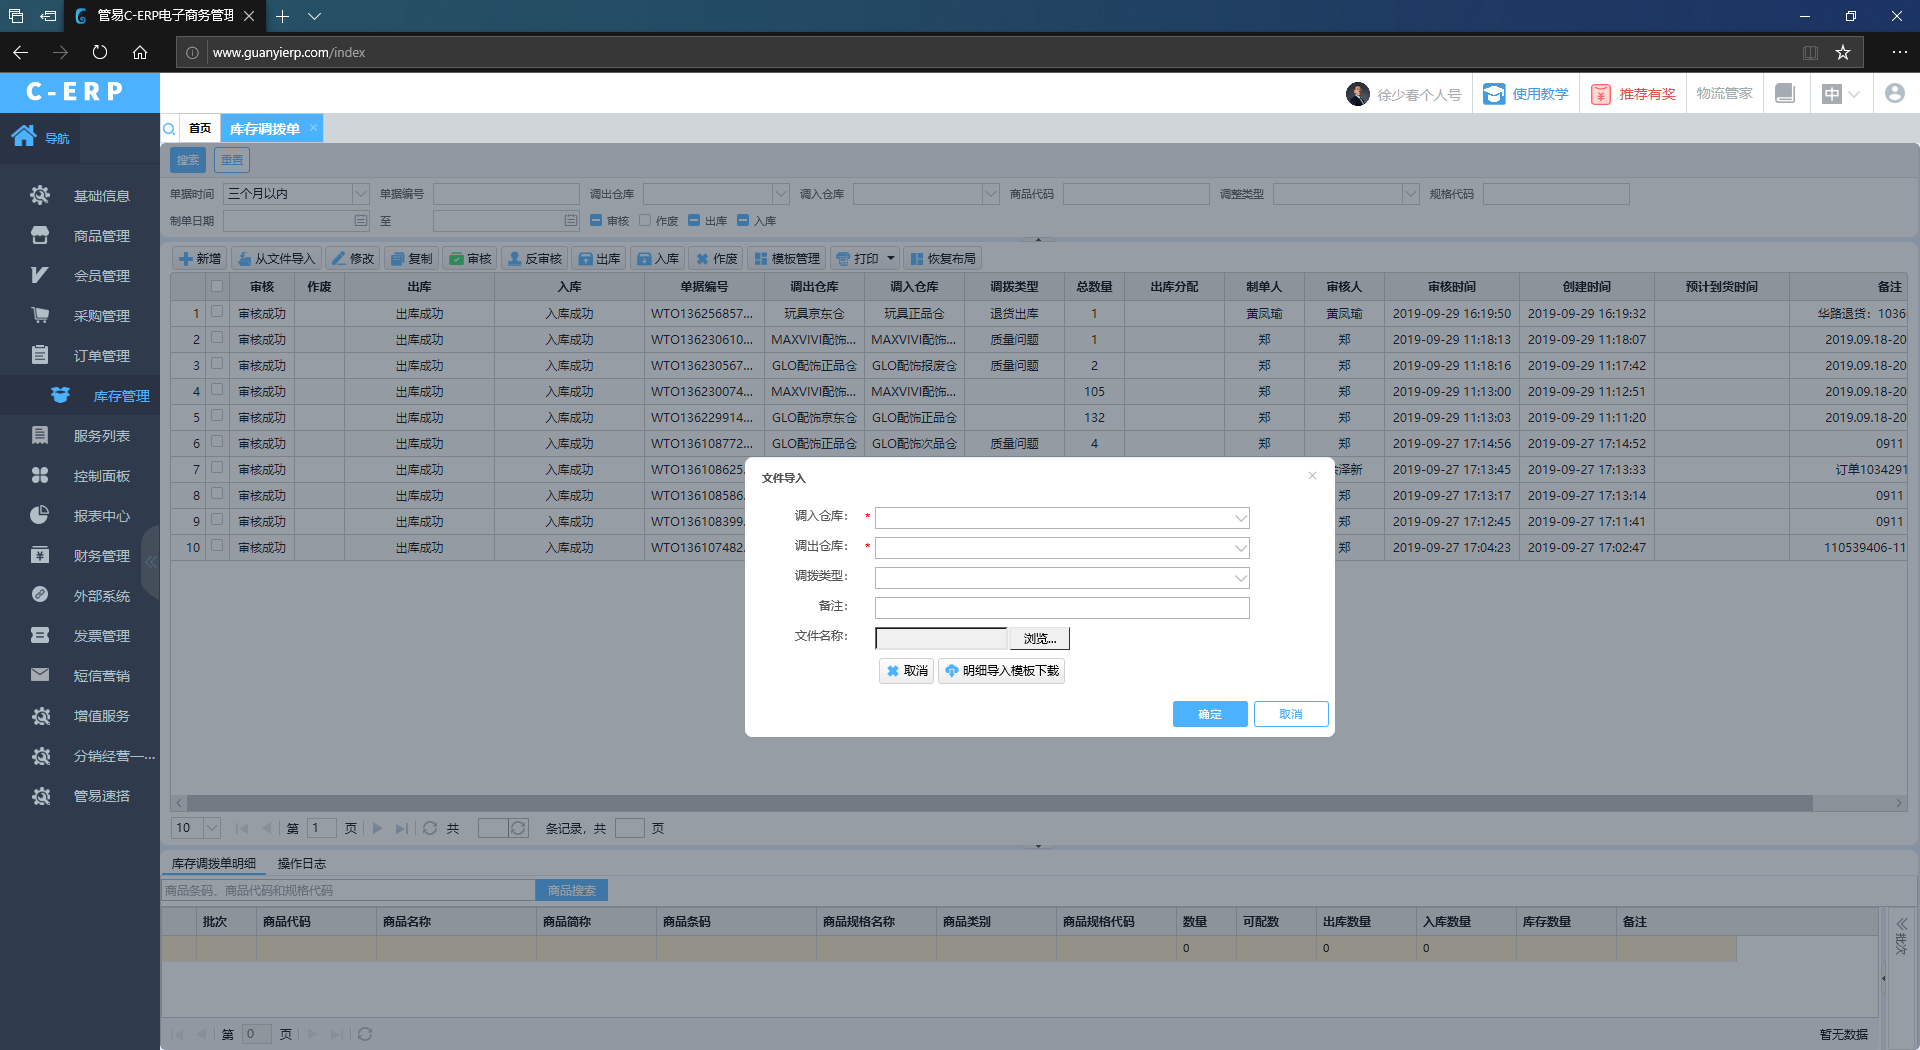 管易C-ERP电子商务管理
www.guanyierp.com/index
C-ERP
徐少春个人号
使用教学
推荐有奖
物流管家
中
导航
首页
库存调拨单
基础信息
商品管理
会员管理
采购管理
订单管理
库存管理
服务列表
控制面板
报表中心
财务管理
外部系统
发票管理
短信营销
增值服务
分销经营一...
管易速搭
搜索 重置
单据时间 三个月以内 单据编号 调出仓库 调入仓库 商品代码 调整类型 规格代码
制单日期 至 审核 作废 出库 入库
新增 从文件导入 修改 复制 审核 反审核 出库 入库 作废 模板管理 打印 恢复布局
审核 作废 出库 入库 单据编号 调出仓库 调入仓库 调拨类型 总数量 出库分配 制单人 审核人 审核时间 创建时间 预计到货时间 备注
1 审核成功 出库成功 入库成功 WTO136256857... 玩具京东仓 玩具正品仓 退货出库 1 黄凤瑜 黄凤瑜 2019-09-29 16:19:50 2019-09-29 16:19:32 华路退货：1036
2 审核成功 出库成功 入库成功 WTO136230610... MAXVIVI配饰... MAXVIVI配饰... 质量问题 1 郑 郑 2019-09-29 11:18:13 2019-09-29 11:18:07 2019.09.18-20
3 审核成功 出库成功 入库成功 WTO136230567... GLO配饰正品仓 GLO配饰报废仓 质量问题 2 郑 郑 2019-09-29 11:18:16 2019-09-29 11:17:42 2019.09.18-20
4 审核成功 出库成功 入库成功 WTO136230074... MAXVIVI配饰... MAXVIVI配饰... 105 郑 郑 2019-09-29 11:13:00 2019-09-29 11:12:51 2019.09.18-20
5 审核成功 出库成功 入库成功 WTO136229914... GLO配饰京东仓 GLO配饰正品仓 132 郑 郑 2019-09-29 11:13:03 2019-09-29 11:11:20 2019.09.18-20
6 审核成功 出库成功 入库成功 WTO136108772... GLO配饰正品仓 GLO配饰次品仓 质量问题 4 郑 郑 2019-09-27 17:14:56 2019-09-27 17:14:52 0911
7 审核成功 出库成功 入库成功 WTO136108625. 泽新 2019-09-27 17:13:45 2019-09-27 17:13:33 订单1034291
8 审核成功 出库成功 入库成功 WTO136108586. 郑 2019-09-27 17:13:17 2019-09-27 17:13:14 0911
9 审核成功 出库成功 入库成功 WTO136108399. 郑 2019-09-27 17:12:45 2019-09-27 17:11:41 0911
10 审核成功 出库成功 入库成功 WTO136107482. 郑 2019-09-27 17:04:23 2019-09-27 17:02:47 110539406-11
文件导入
调入仓库： *
调出仓库： *
调拨类型：
备注：
文件名称： 浏览...
取消 明细导入模板下载
确定 取消
10 第 1 页 共 条记录，共 页
库存调拨单明细 操作日志
商品条码、商品代码和规格代码 商品搜索
批次 商品代码 商品名称 商品简称 商品条码 商品规格名称 商品类别 商品规格代码 数量 可配数 出库数量 入库数量 库存数量 备注
0 0 0
批次
第 0 页
暂无数据